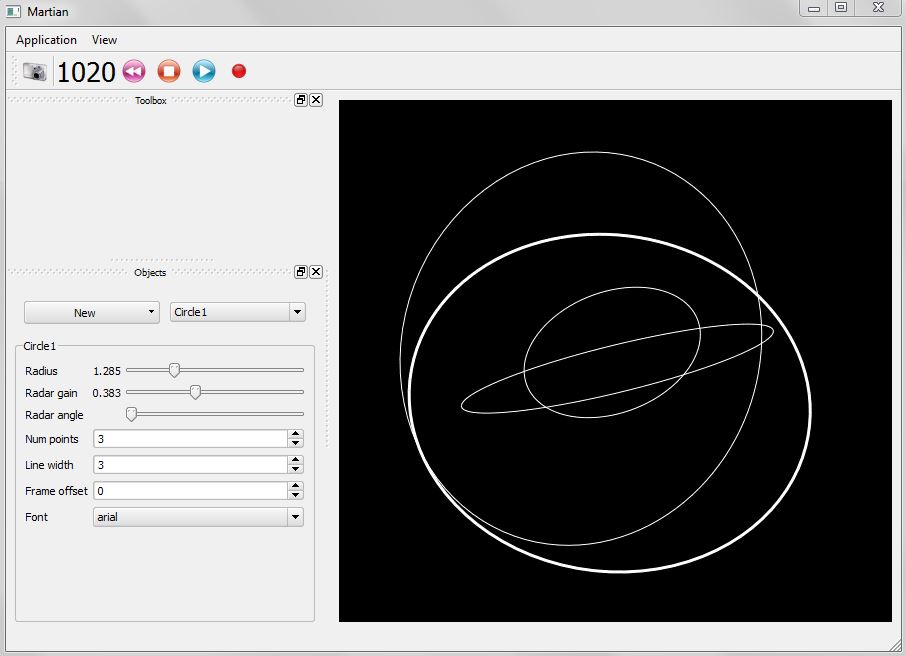 Martian
Application View
1020
Toolbox
Objects
New Circle1
Circle1
Radius 1.285
Radar gain 0.383
Radar angle
Num points 3
Line width 3
Frame offset 0
Font arial